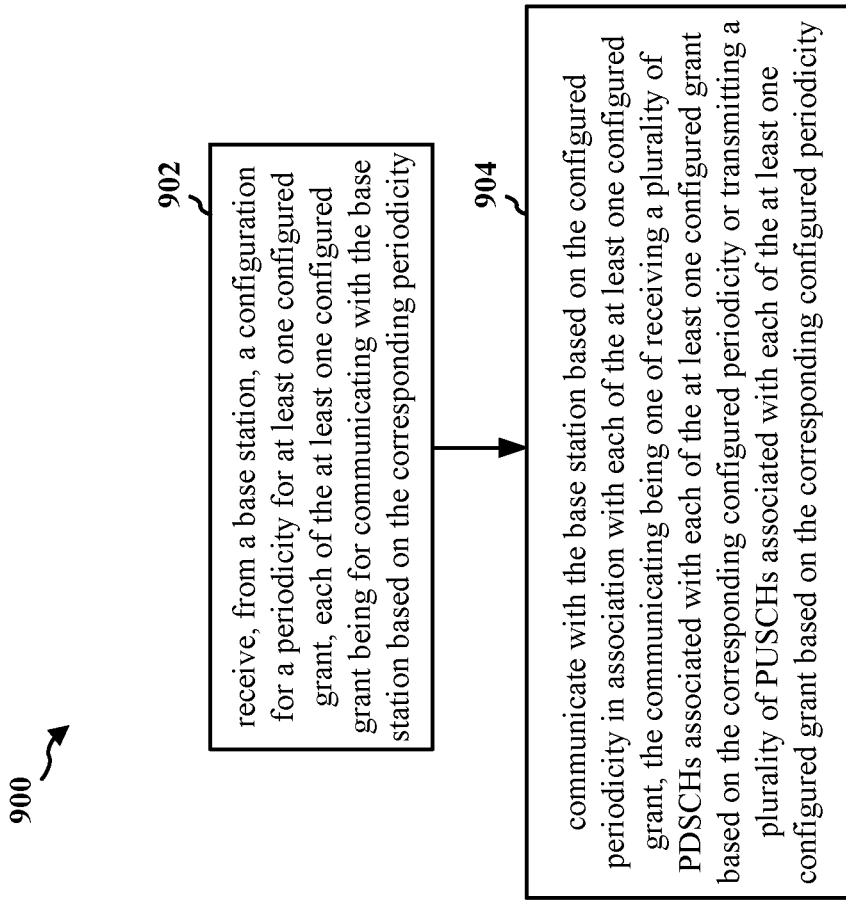 900
902
receive, from a base station, a configuration
for a periodicity for at least one configured
grant, each of the at least one configured
grant being for communicating with the base
station based on the corresponding periodicity
904
communicate with the base station based on the configured
periodicity in association with each of the at least one configured
grant, the communicating being one of receiving a plurality of
PDSCHs associated with each of the at least one configured grant
based on the corresponding configured periodicity or transmitting a
plurality of PUSCHs associated with each of the at least one
configured grant based on the corresponding configured periodicity